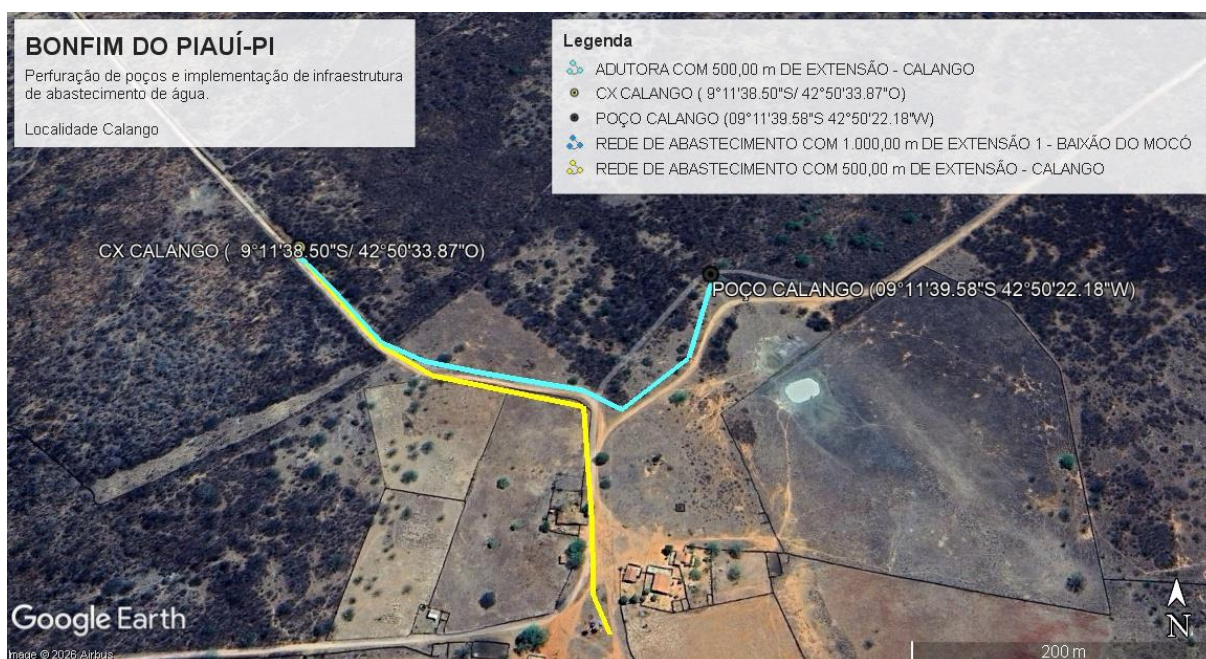 BONFIM DO PIAUÍ-PI
Perfuração de poços e implementação de infraestrutura
de abastecimento de água.
Localidade Calango
Legenda
ADUTORA COM 500,00 m DE EXTENSÃO - CALANGO
CX CALANGO ( 9°11'38.50"S/ 42°50'33.87"O)
POÇO CALANGO (09°11'39.58"S 42°50'22.18"W)
REDE DE ABASTECIMENTO COM 1.000,00 m DE EXTENSÃO 1 - BAIXÃO DO MOCÓ
REDE DE ABASTECIMENTO COM 500,00 m DE EXTENSÃO - CALANGO
CX CALANGO ( 9°11'38.50"S/ 42°50'33.87"O)
POÇO CALANGO (09°11'39.58"S 42°50'22.18"W)
Google Earth
Image © 2026 Airbus
200 m
N